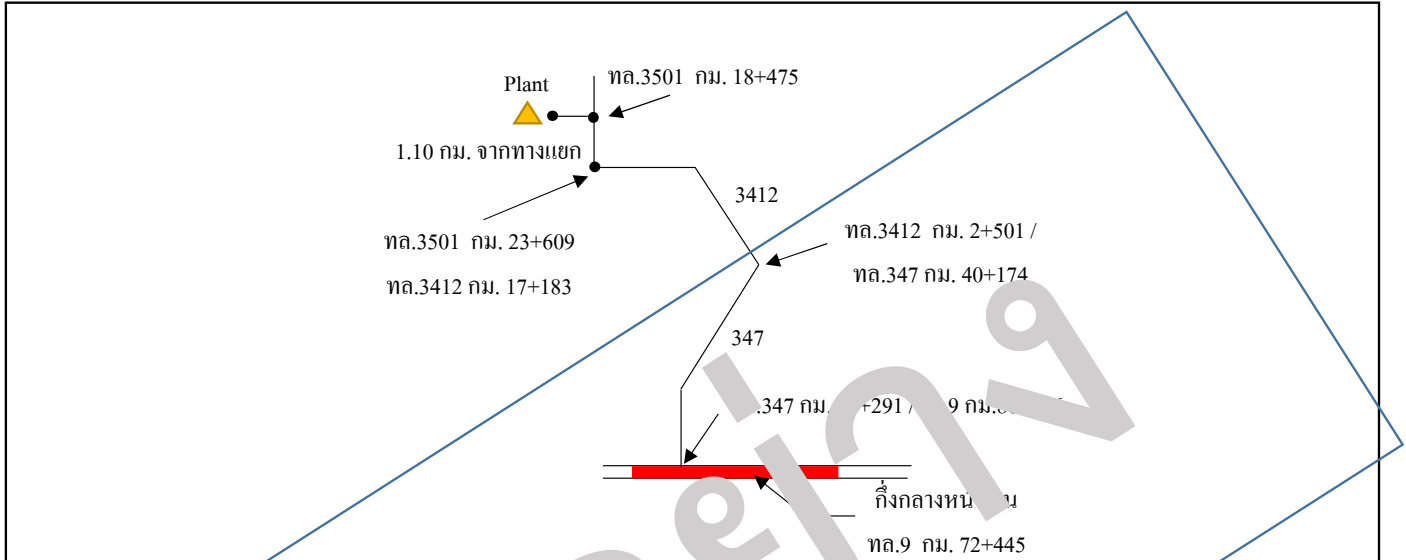 Plant
ทล.3501 กม. 18+475
1.10 กม. จากทางแยก
3412
ทล.3501 กม. 23+609
ทล.3412 กม. 17+183
ทล.3412 กม. 2+501 /
ทล.347 กม. 40+174
347
.347 กม. +291 / 9 กม.
กึ่งกลางหน้
ทล.9 กม. 72+445